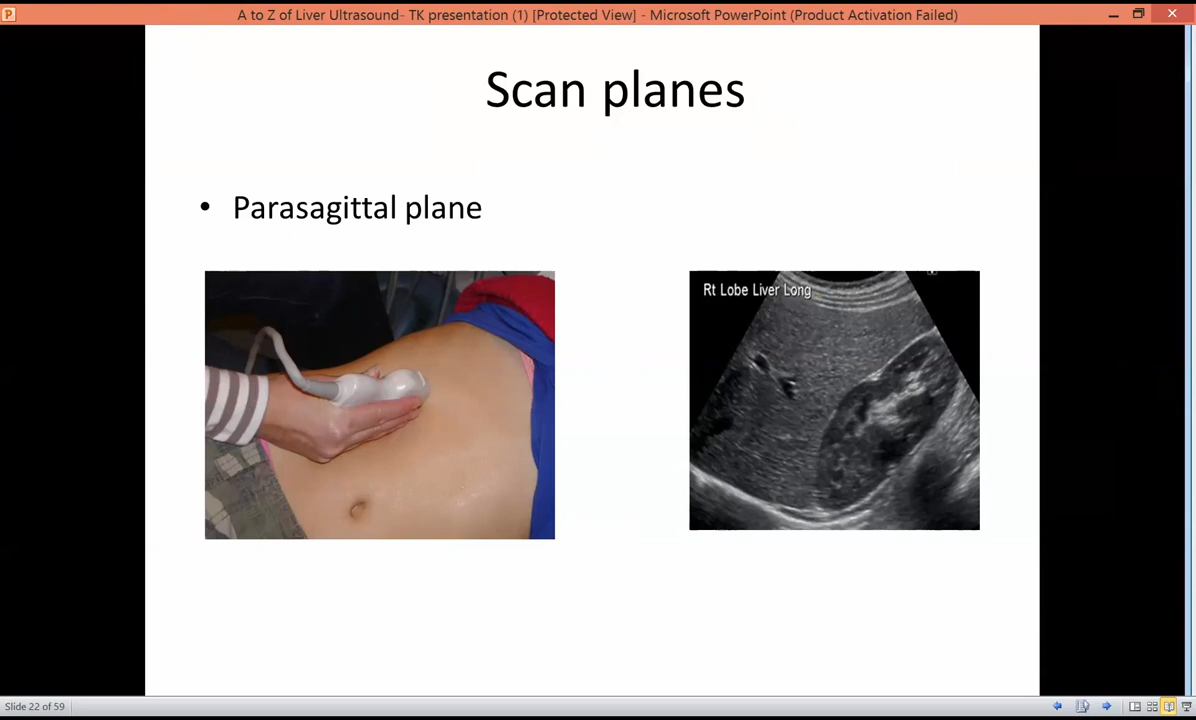 A to Z of Liver Ultrasound- TK presentation (1) [Protected View] - Microsoft PowerPoint (Product Activation Failed)
Scan planes
• Parasagittal plane
Rt Lobe Liver Long
Slide 22 of 59